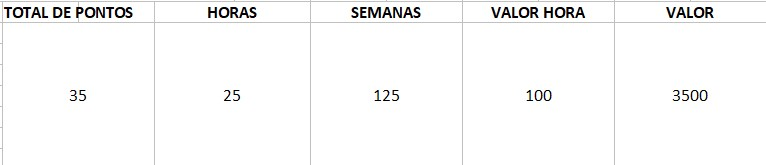 TOTAL DE PONTOS HORAS SEMANAS VALOR HORA VALOR
35 25 125 100 3500